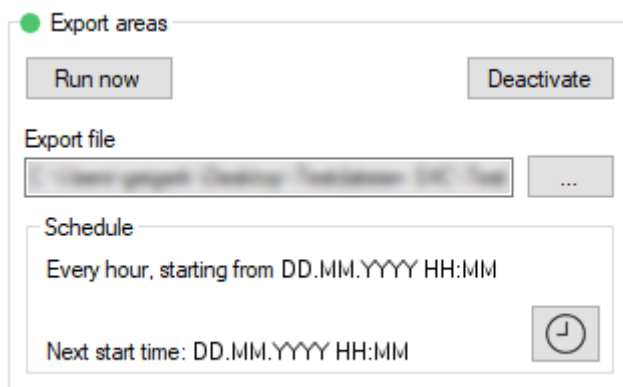 Export areas
Run now
Deactivate
Export file
...
Schedule
Every hour, starting from DD.MM.YYYY HH:MM
Next start time: DD.MM.YYYY HH:MM